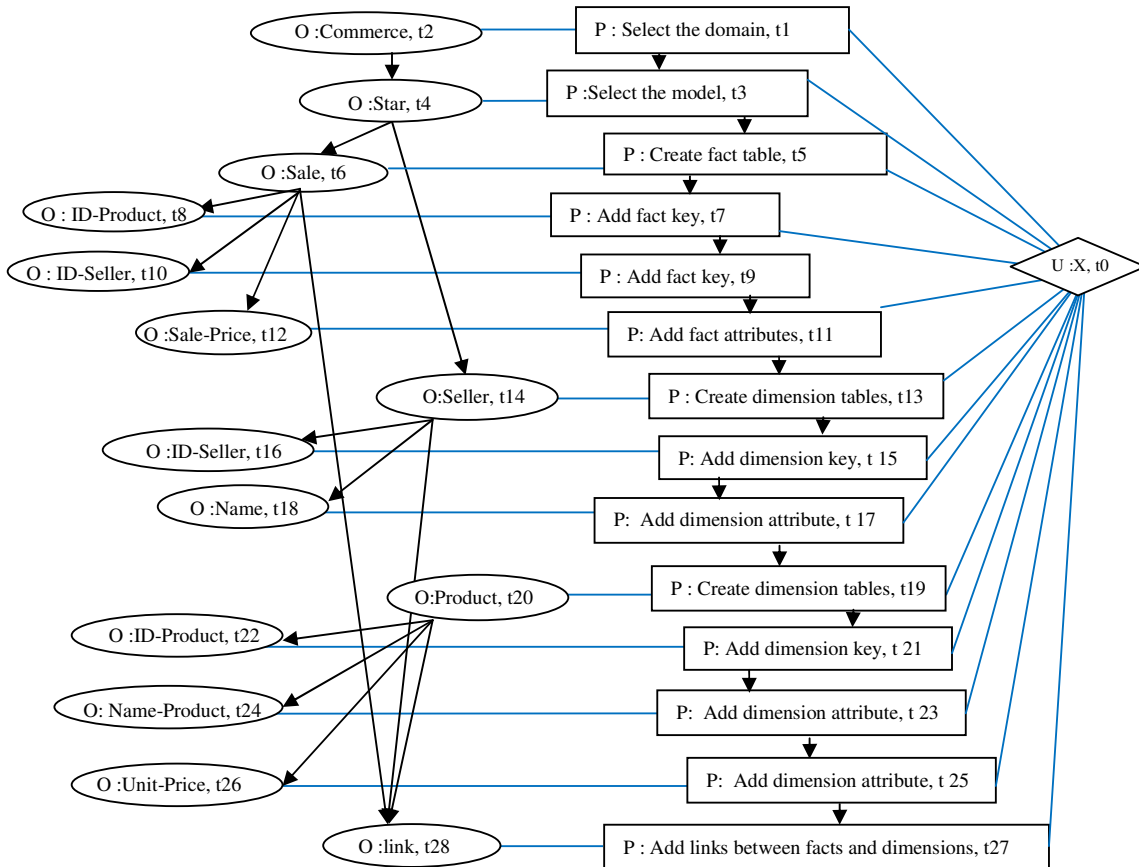 O :Commerce, t2
P : Select the domain, t1
O :Star, t4
P :Select the model, t3
P : Create fact table, t5
O :Sale, t6
O : ID-Product, t8
P : Add fact key, t7
O : ID-Seller, t10
P : Add fact key, t9
U :X, t0
O :Sale-Price, t12
P: Add fact attributes, t11
O:Seller, t14
P : Create dimension tables, t13
O :ID-Seller, t16
P: Add dimension key, t 15
O :Name, t18
P: Add dimension attribute, t 17
O:Product, t20
P : Create dimension tables, t19
O :ID-Product, t22
P: Add dimension key, t 21
O: Name-Product, t24
P: Add dimension attribute, t 23
O :Unit-Price, t26
P: Add dimension attribute, t 25
O :link, t28
P : Add links between facts and dimensions, t27